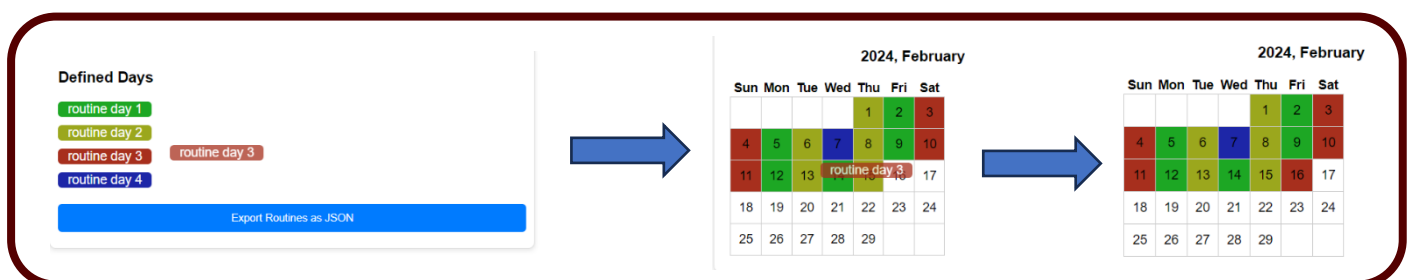 Defined Days
routine day 1
routine day 2
routine day 3 routine day 3
routine day 4
Export Routines as JSON
2024, February
Sun Mon Tue Wed Thu Fri Sat
1 2 3
4 5 6 7 8 9 10
11 12 13 routine day 3 17
18 19 20 21 22 23 24
25 26 27 28 29
2024, February
Sun Mon Tue Wed Thu Fri Sat
1 2 3
4 5 6 7 8 9 10
11 12 13 14 15 16 17
18 19 20 21 22 23 24
25 26 27 28 29